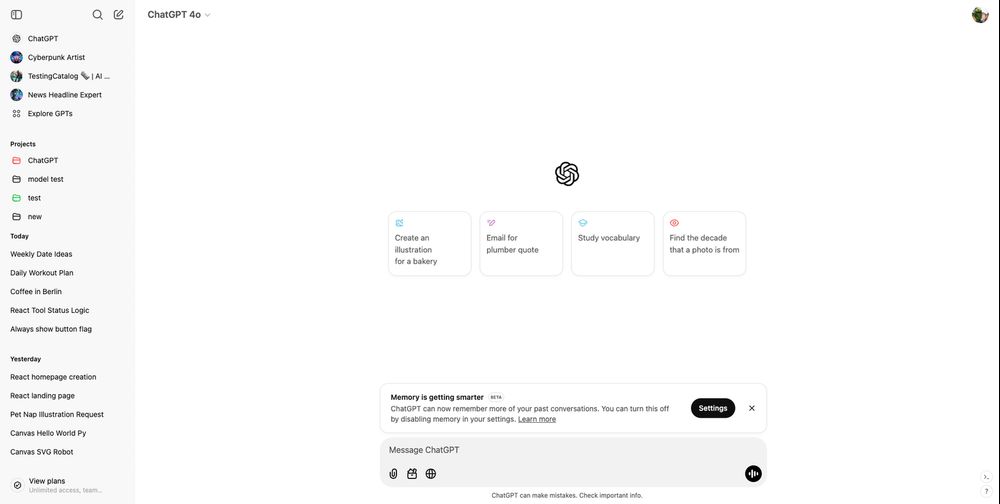 ChatGPT 4o
ChatGPT
Cyberpunk Artist
TestingCatalog 🗞️ | AI ...
News Headline Expert
Explore GPTs
Projects
ChatGPT
model test
test
new
Today
Weekly Date Ideas
Daily Workout Plan
Coffee in Berlin
React Tool Status Logic
Always show button flag
Yesterday
React homepage creation
React landing page
Pet Nap Illustration Request
Canvas Hello World Py
Canvas SVG Robot
View plans
Unlimited access, team...
Create an
illustration
for a bakery
Email for
plumber quote
Study vocabulary
Find the decade
that a photo is from
Memory is getting smarter BETA
ChatGPT can now remember more of your past conversations. You can turn this off
by disabling memory in your settings. Learn more
Settings
Message ChatGPT
ChatGPT can make mistakes. Check important info.
?